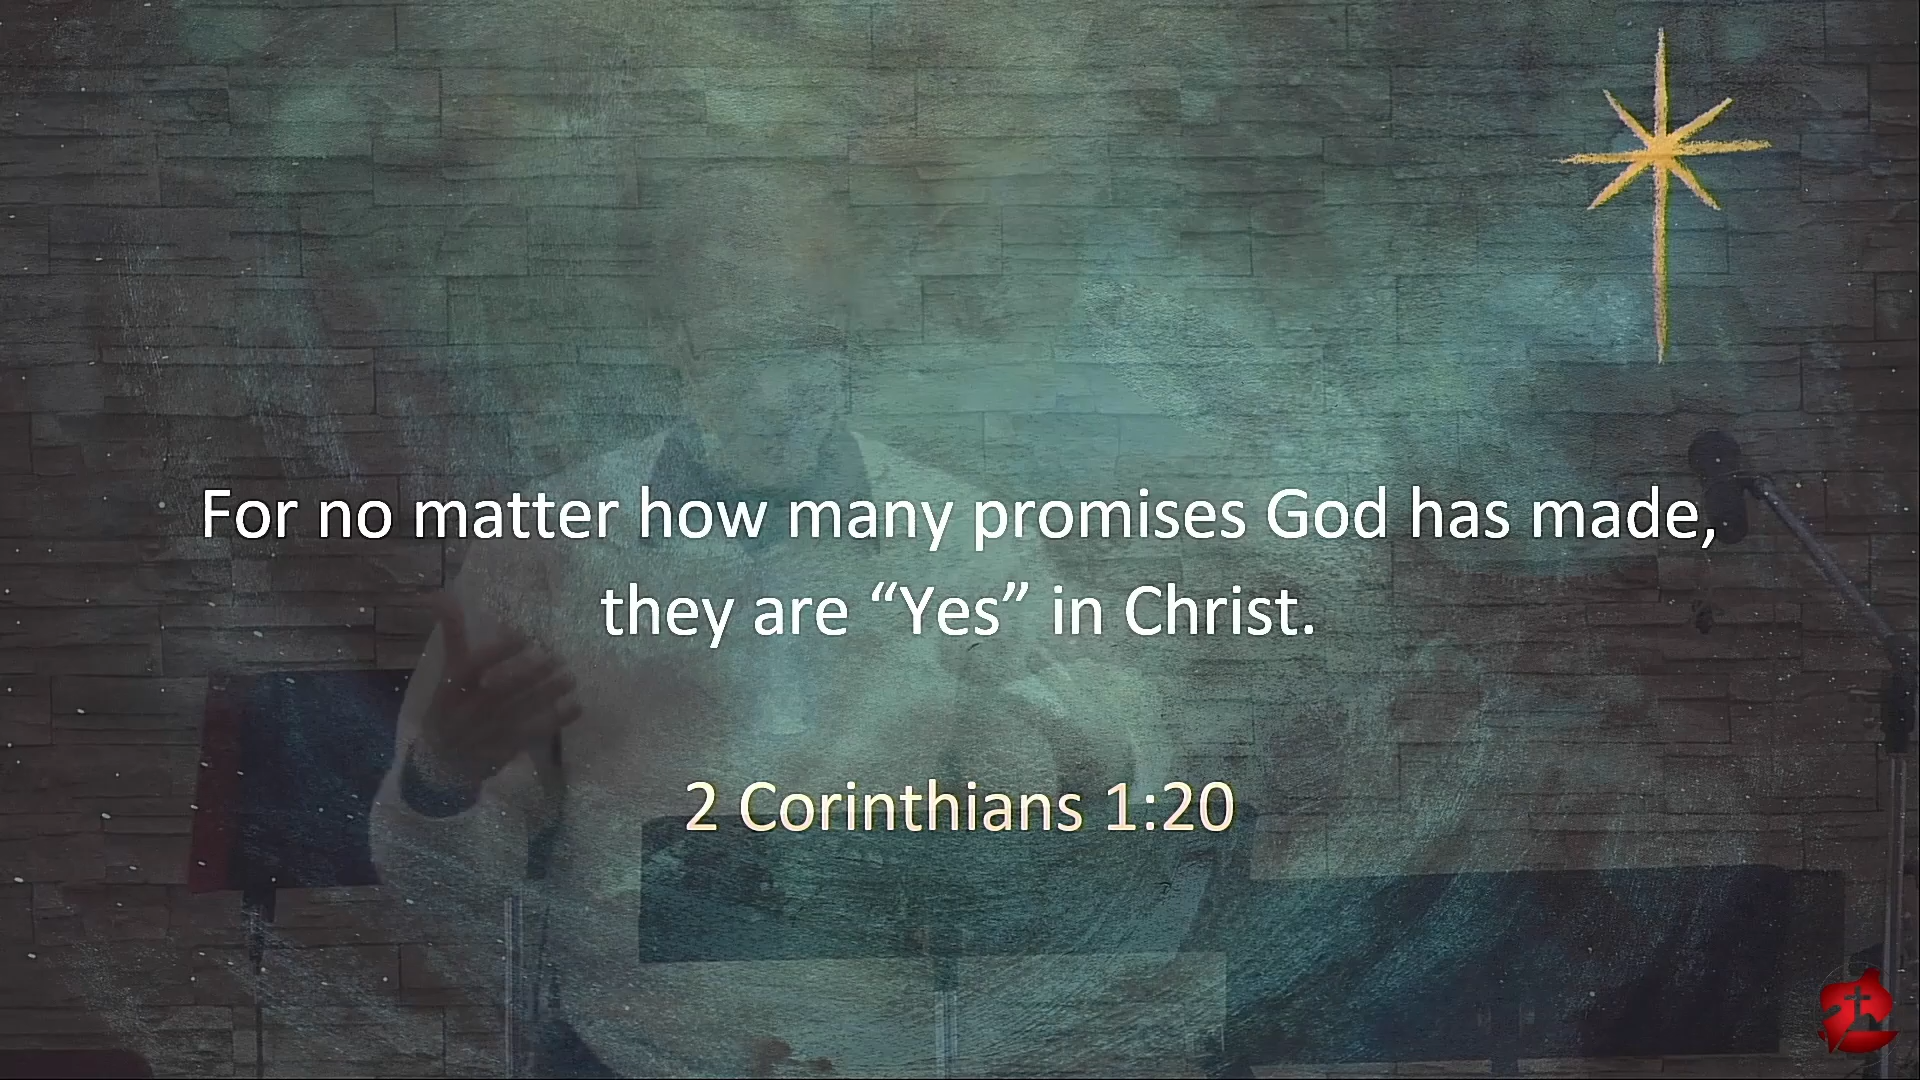 For no matter how many promises God has made,
they are “Yes” in Christ.
2 Corinthians 1:20